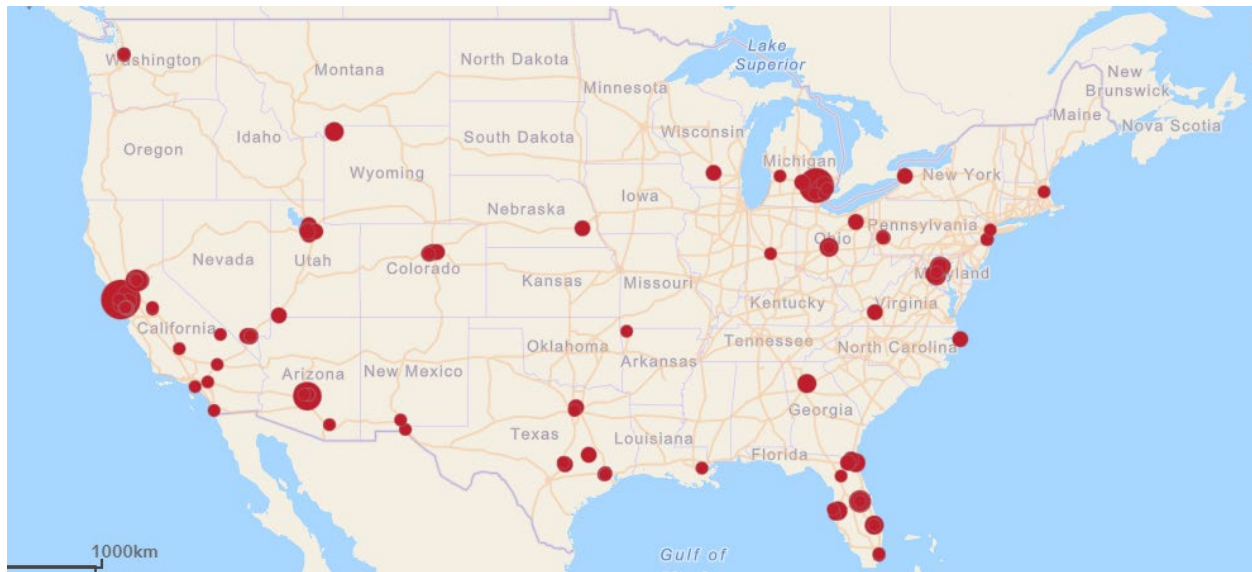 Lake
Superior
Washington
North Dakota
Montana
Minnesota
New
Brunswick
Maine
Nova Scotia
Idaho
South Dakota
Wisconsin
Oregon
Michigan
Wyoming
New York
Iowa
Nebraska
Pennsylvania
Ohio
Nevada
Utah
Colorado
Kansas
Missouri
Maryland
Kentucky
Virginia
California
Tennessee
Oklahoma
North Carolina
Arkansas
Arizona
New Mexico
Georgia
Texas
Louisiana
Florida
1000km
Gulf of